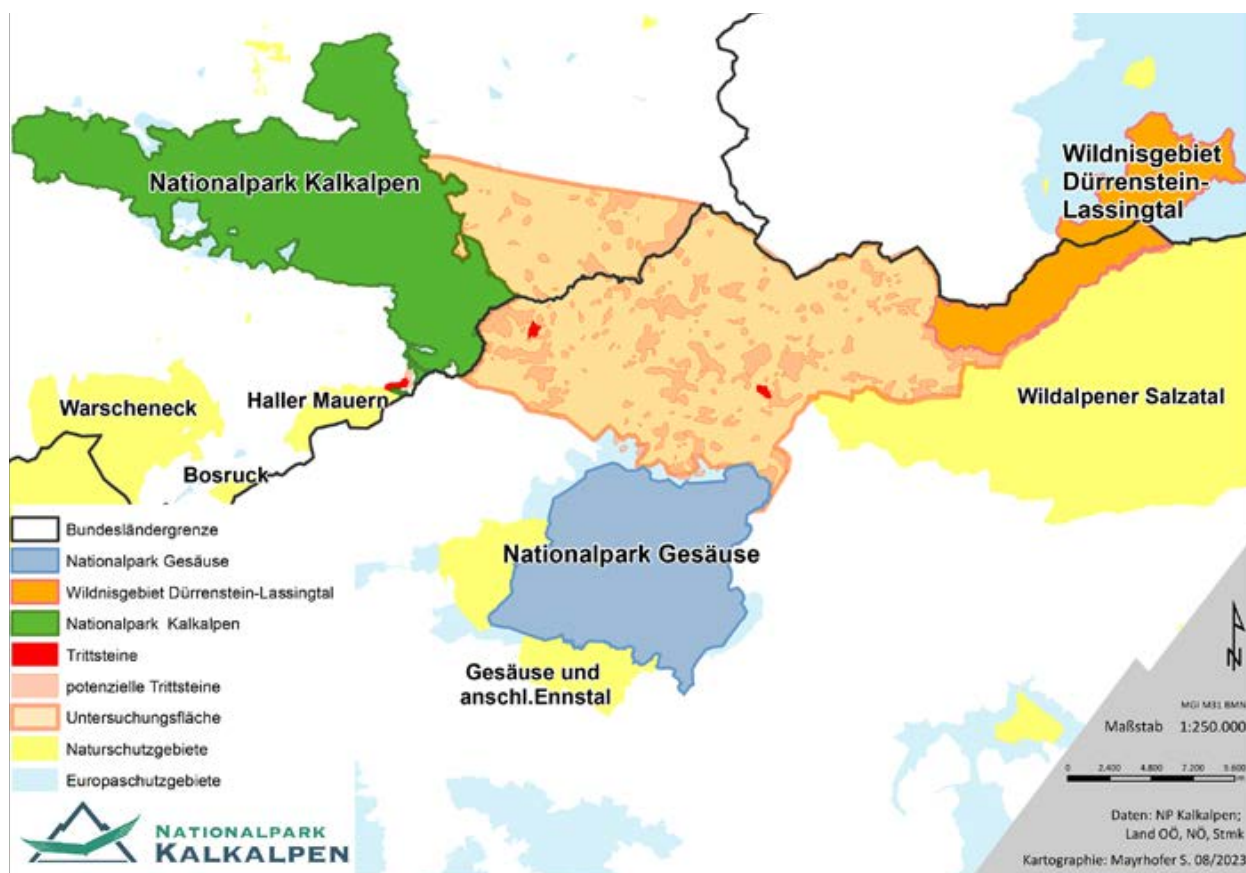 Nationalpark Kalkalpen
Wildnisgebiet
Dürrenstein-
Lassingtal
Warscheneck
Haller Mauern
Bosruck
Wildalpener Salzatal
Nationalpark Gesäuse
Gesäuse und
anschl.Ennstal
Bundesländergrenze
Nationalpark Gesäuse
Wildnisgebiet Dürrenstein-Lassingtal
Nationalpark Kalkalpen
Trittsteine
potenzielle Trittsteine
Untersuchungsfläche
Naturschutzgebiete
Europaschutzgebiete
NATIONALPARK
KALKALPEN
N
MGI M31 BMN
Maßstab 1:250.000
0 2.400 4.800 7.200 9.600
m
Daten: NP Kalkalpen;
Land OÖ, NÖ, Stmk
Kartographie: Mayrhofer S. 08/2023